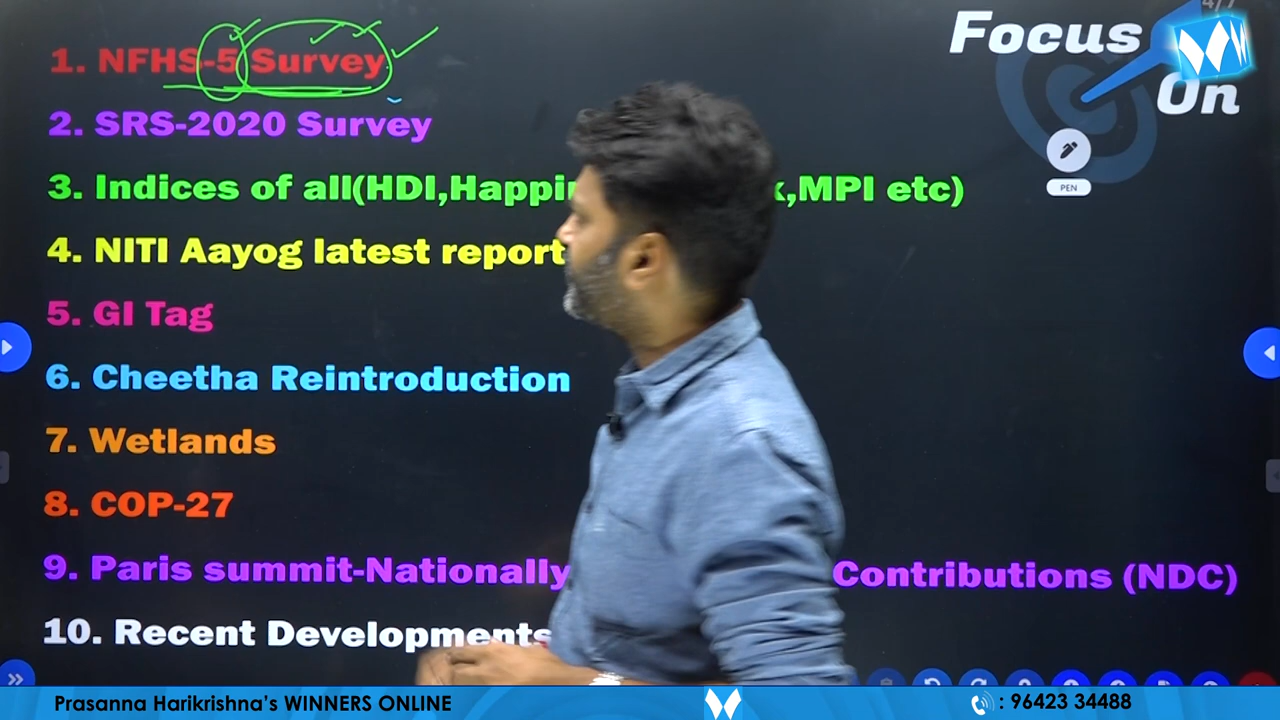 4/7
Focus
On
1. NFHS-5 Survey
2. SRS-2020 Survey
PEN
3. Indices of all(HDI, ,MPI etc)
4. NITI Aayog latest
5. GI Tag
6. Cheetha Reintroduction
7. Wetlands
8. COP-27
9. Paris summit-Nationally Contributions (NDC)
10. Recent Developments
Prasanna Harikrishna's WINNERS ONLINE
: 96423 34488